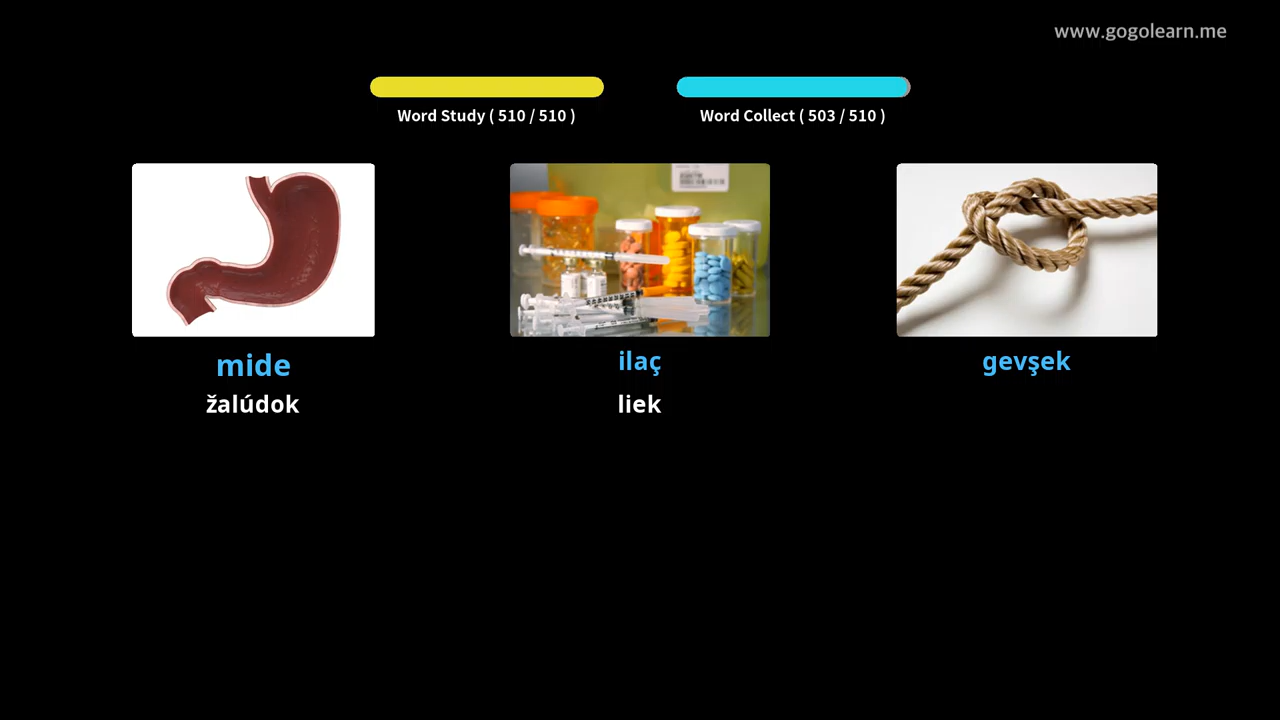 www.gogolearn.me
Word Study ( 510 / 510 )
Word Collect ( 503 / 510 )
mide
ilaç
gevşek
žalúdok
liek